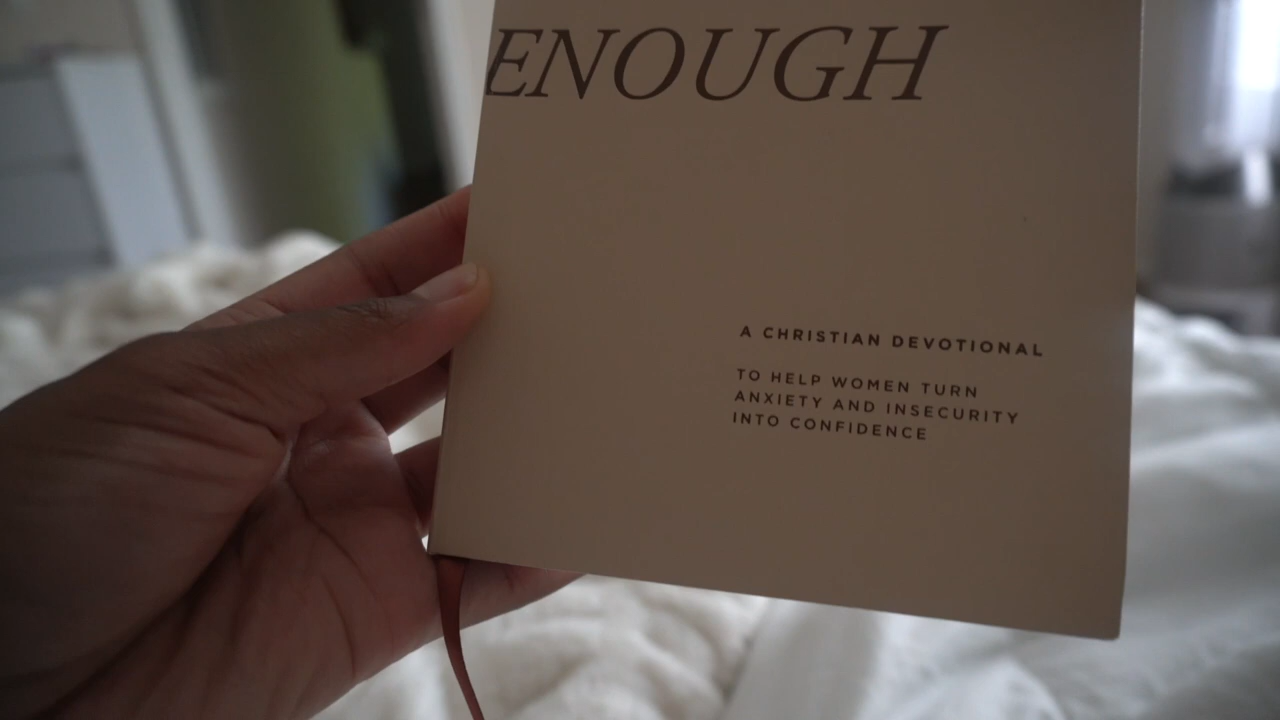 ENOUGH
A CHRISTIAN DEVOTIONAL
TO HELP WOMEN TURN
ANXIETY AND INSECURITY
INTO CONFIDENCE